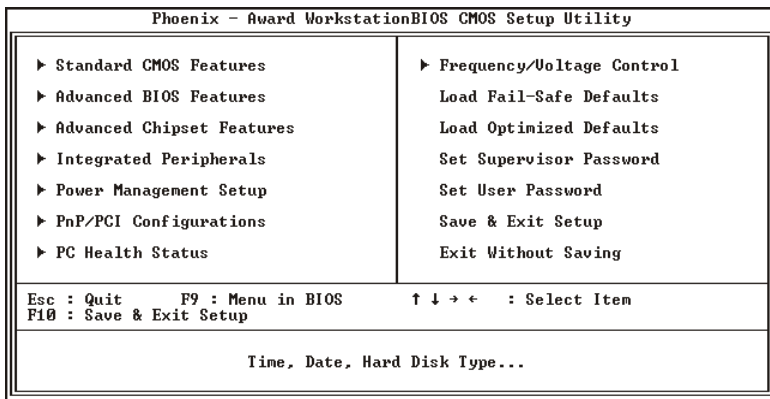 Phoenix - Award WorkstationBIOS CMOS Setup Utility
▶ Standard CMOS Features
▶ Advanced BIOS Features
▶ Advanced Chipset Features
▶ Integrated Peripherals
▶ Power Management Setup
▶ PnP/PCI Configurations
▶ PC Health Status
▶ Frequency/Voltage Control
Load Fail-Safe Defaults
Load Optimized Defaults
Set Supervisor Password
Set User Password
Save & Exit Setup
Exit Without Saving
Esc : Quit F9 : Menu in BIOS ↑ ↓ → ← : Select Item
F10 : Save & Exit Setup
Time, Date, Hard Disk Type...